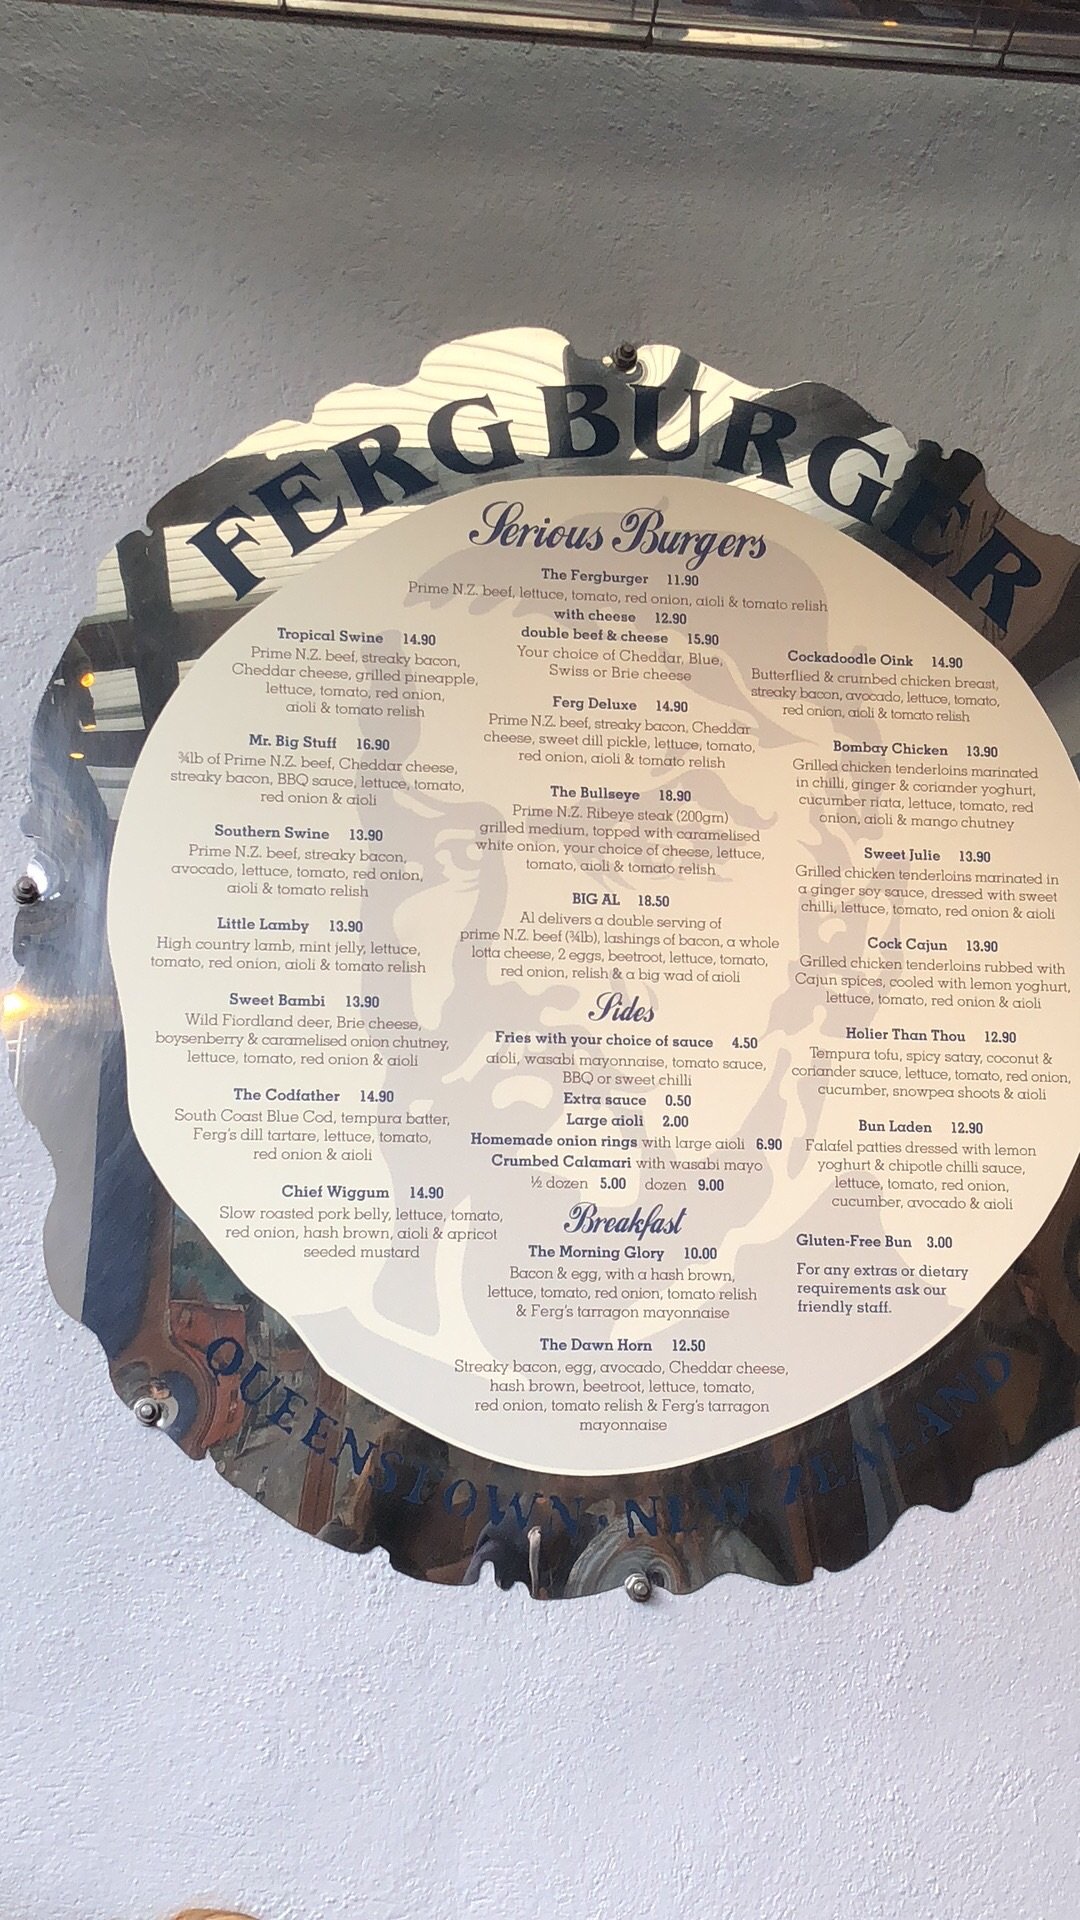 FERGBURGER
Serious Burgers
The Fergburger 11.90
Prime N.Z. beef, lettuce, tomato, red onion, aioli & tomato relish
with cheese 12.90
double beef & cheese 15.90
Your choice of Cheddar, Blue,
Swiss or Brie cheese
Tropical Swine 14.90
Prime N.Z. beef, streaky bacon,
Cheddar cheese, grilled pineapple,
lettuce, tomato, red onion,
aioli & tomato relish
Mr. Big Stuff 16.90
¾lb of Prime N.Z. beef, Cheddar cheese,
streaky bacon, BBQ sauce, lettuce, tomato,
red onion & aioli
Southern Swine 13.90
Prime N.Z. beef, streaky bacon,
avocado, lettuce, tomato, red onion,
aioli & tomato relish
Little Lamby 13.90
High country lamb, mint jelly, lettuce,
tomato, red onion, aioli & tomato relish
Sweet Bambi 13.90
Wild Fiordland deer, Brie cheese,
boysenberry & caramelised onion chutney,
lettuce, tomato, red onion & aioli
The Codfather 14.90
South Coast Blue Cod, tempura batter,
Ferg's dill tartare, lettuce, tomato,
red onion & aioli
Chief Wiggum 14.90
Slow roasted pork belly, lettuce, tomato,
red onion, hash brown, aioli & apricot
seeded mustard
Ferg Deluxe 14.90
Prime N.Z. beef, streaky bacon, Cheddar
cheese, sweet dill pickle, lettuce, tomato,
red onion, aioli & tomato relish
The Bullseye 18.90
Prime N.Z. Ribeye steak (200gm)
grilled medium, topped with caramelised
white onion, your choice of cheese, lettuce,
tomato, aioli & tomato relish
BIG AL 18.50
Al delivers a double serving of
prime N.Z. beef (¾lb), lashings of bacon, a whole
lotta cheese, 2 eggs, beetroot, lettuce, tomato,
red onion, relish & a big wad of aioli
Sides
Fries with your choice of sauce 4.50
aioli, wasabi mayonnaise, tomato sauce,
BBQ or sweet chilli
Extra sauce 0.50
Large aioli 2.00
Homemade onion rings with large aioli 6.90
Crumbed Calamari with wasabi mayo
½ dozen 5.00 dozen 9.00
Breakfast
The Morning Glory 10.00
Bacon & egg, with a hash brown,
lettuce, tomato, red onion, tomato relish
& Ferg's tarragon mayonnaise
The Dawn Horn 12.50
Streaky bacon, egg, avocado, Cheddar cheese,
hash brown, beetroot, lettuce, tomato,
red onion, tomato relish & Ferg's tarragon
mayonnaise
Cockadoodle Oink 14.90
Butterflied & crumbed chicken breast,
streaky bacon, avocado, lettuce, tomato,
red onion, aioli & tomato relish
Bombay Chicken 13.90
Grilled chicken tenderloins marinated
in chilli, ginger & coriander yoghurt,
cucumber riata, lettuce, tomato, red
onion, aioli & mango chutney
Sweet Julie 13.90
Grilled chicken tenderloins marinated in
a ginger soy sauce, dressed with sweet
chilli, lettuce, tomato, red onion & aioli
Cock Cajun 13.90
Grilled chicken tenderloins rubbed with
Cajun spices, cooled with lemon yoghurt,
lettuce, tomato, red onion & aioli
Holier Than Thou 12.90
Tempura tofu, spicy satay, coconut &
coriander sauce, lettuce, tomato, red onion,
cucumber, snowpea shoots & aioli
Bun Laden 12.90
Falafel patties dressed with lemon
yoghurt & chipotle chilli sauce,
lettuce, tomato, red onion,
cucumber, avocado & aioli
Gluten-Free Bun 3.00
For any extras or dietary
requirements ask our
friendly staff.
QUEENSTOWN · NEW ZEALAND